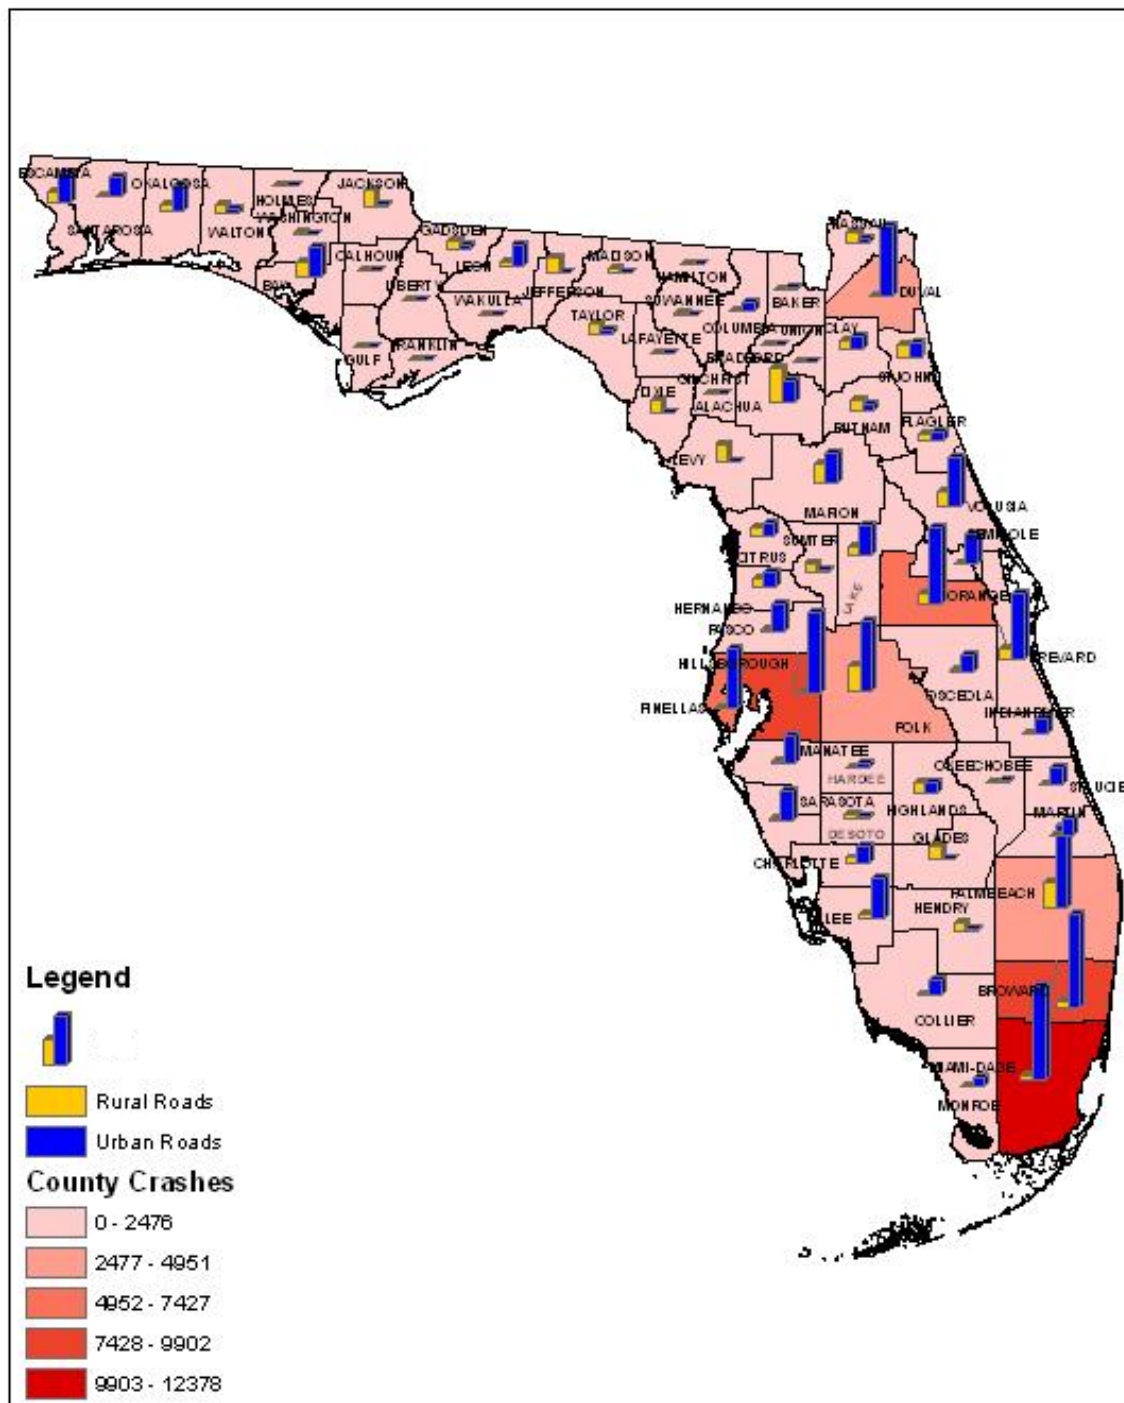 ESCAMBIA
OKALOOSA
SANTAROSA
WALTON
HOLMES
WASHINGTON
JACKSON
BAY
CALHOUN
GULF
LIBERTY
FRANKLIN
GADSDEN
LEON
WAKULLA
JEFFERSON
MADISON
TAYLOR
HAMILTON
SUWANNEE
LAFAYETTE
DIXIE
COLUMBIA
BAKER
UNION
BRADFORD
GILCHRIST
ALACHUA
NASSAU
DUVAL
CLAY
ST JOHNS
PUTNAM
FLAGLER
LEVY
MARION
VOLUSIA
CITRUS
SUMTER
LAKE
SEMINOLE
ORANGE
HERNANDO
PASCO
HILLSBOROUGH
PINELLAS
POLK
OSCEOLA
BREVARD
INDIAN RIVER
MANATEE
HARDEE
OKEECHOBEE
ST LUCIE
SARASOTA
DESOTO
HIGHLANDS
MARTIN
GLADES
CHARLOTTE
LEE
HENDRY
PALMBEACH
BROWARD
COLLIER
MIAMI-DADE
MONROE
Legend
Rural Roads
Urban Roads
County Crashes
0 - 2476
2477 - 4951
4952 - 7427
7428 - 9902
9903 - 12378